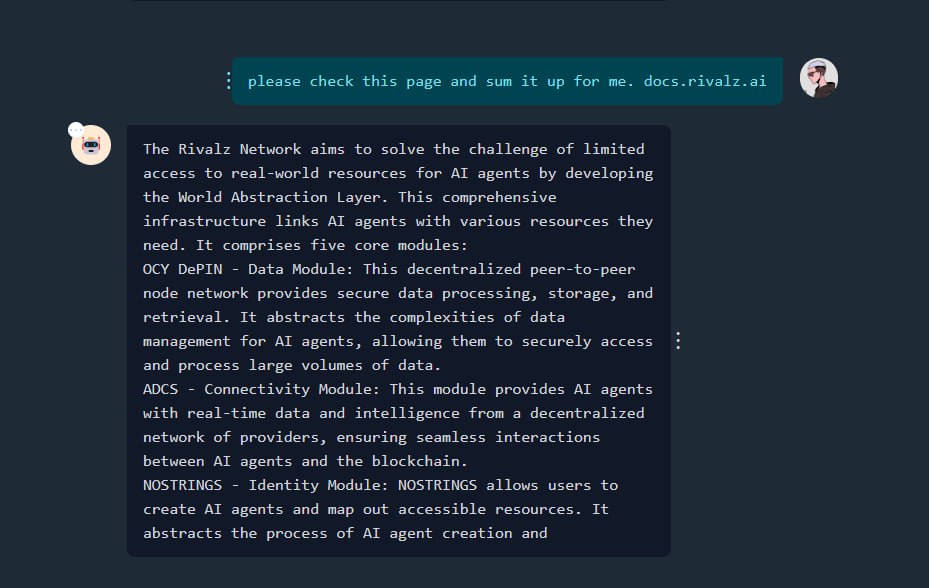 please check this page and sum it up for me. docs.rivalz.ai
The Rivalz Network aims to solve the challenge of limited
access to real-world resources for AI agents by developing
the World Abstraction Layer. This comprehensive
infrastructure links AI agents with various resources they
need. It comprises five core modules:
OCY DePIN - Data Module: This decentralized peer-to-peer
node network provides secure data processing, storage, and
retrieval. It abstracts the complexities of data
management for AI agents, allowing them to securely access
and process large volumes of data.
ADCS - Connectivity Module: This module provides AI agents
with real-time data and intelligence from a decentralized
network of providers, ensuring seamless interactions
between AI agents and the blockchain.
NOSTRINGS - Identity Module: NOSTRINGS allows users to
create AI agents and map out accessible resources. It
abstracts the process of AI agent creation and